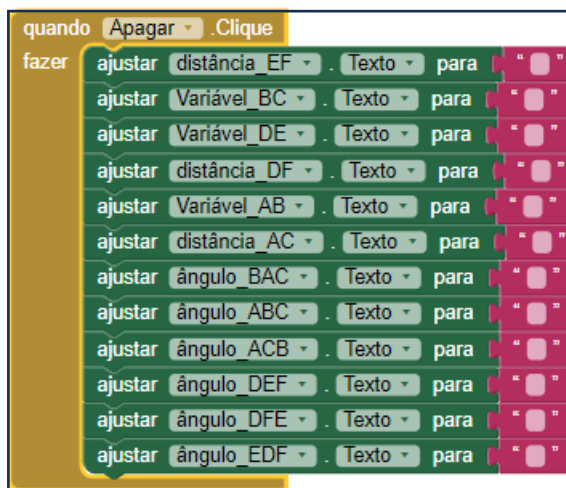 quando Apagar .Clique
fazer ajustar distância_EF . Texto para " "
ajustar Variável_BC . Texto para " "
ajustar Variável_DE . Texto para " "
ajustar distância_DF . Texto para " "
ajustar Variável_AB . Texto para " "
ajustar distância_AC . Texto para " "
ajustar ângulo_BAC . Texto para " "
ajustar ângulo_ABC . Texto para " "
ajustar ângulo_ACB . Texto para " "
ajustar ângulo_DEF . Texto para " "
ajustar ângulo_DFE . Texto para " "
ajustar ângulo_EDF . Texto para " "